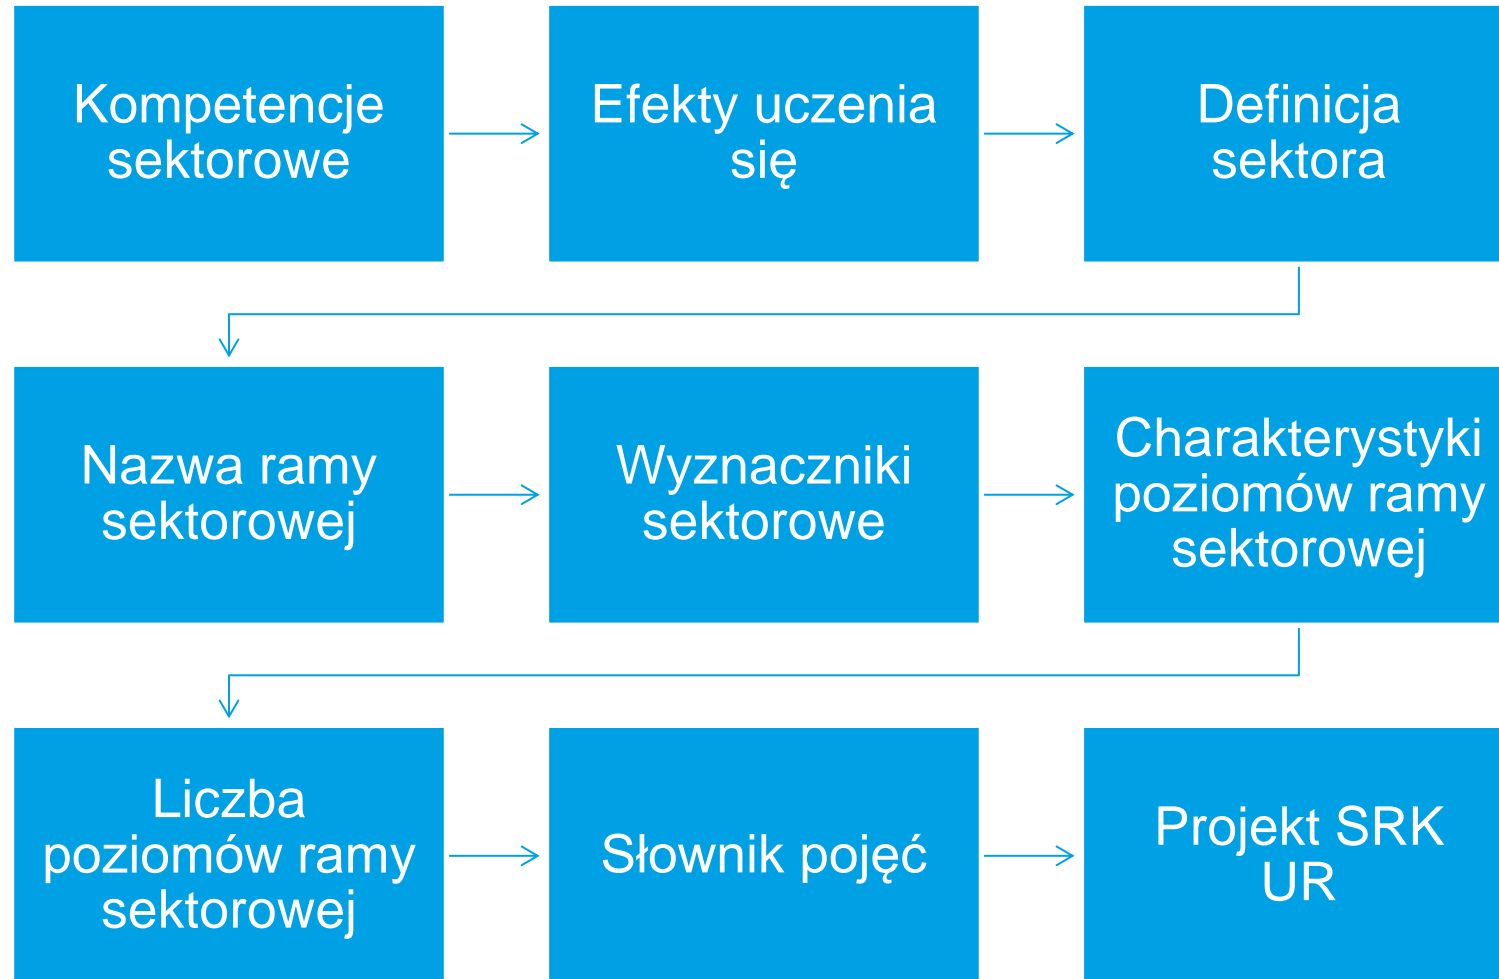 Kompetencje
sektorowe
Efekty uczenia
się
Definicja
sektora
Nazwa ramy
sektorowej
Wyznaczniki
sektorowe
Charakterystyki
poziomów ramy
sektorowej
Liczba
poziomów ramy
sektorowej
Słownik pojęć
Projekt SRK
UR